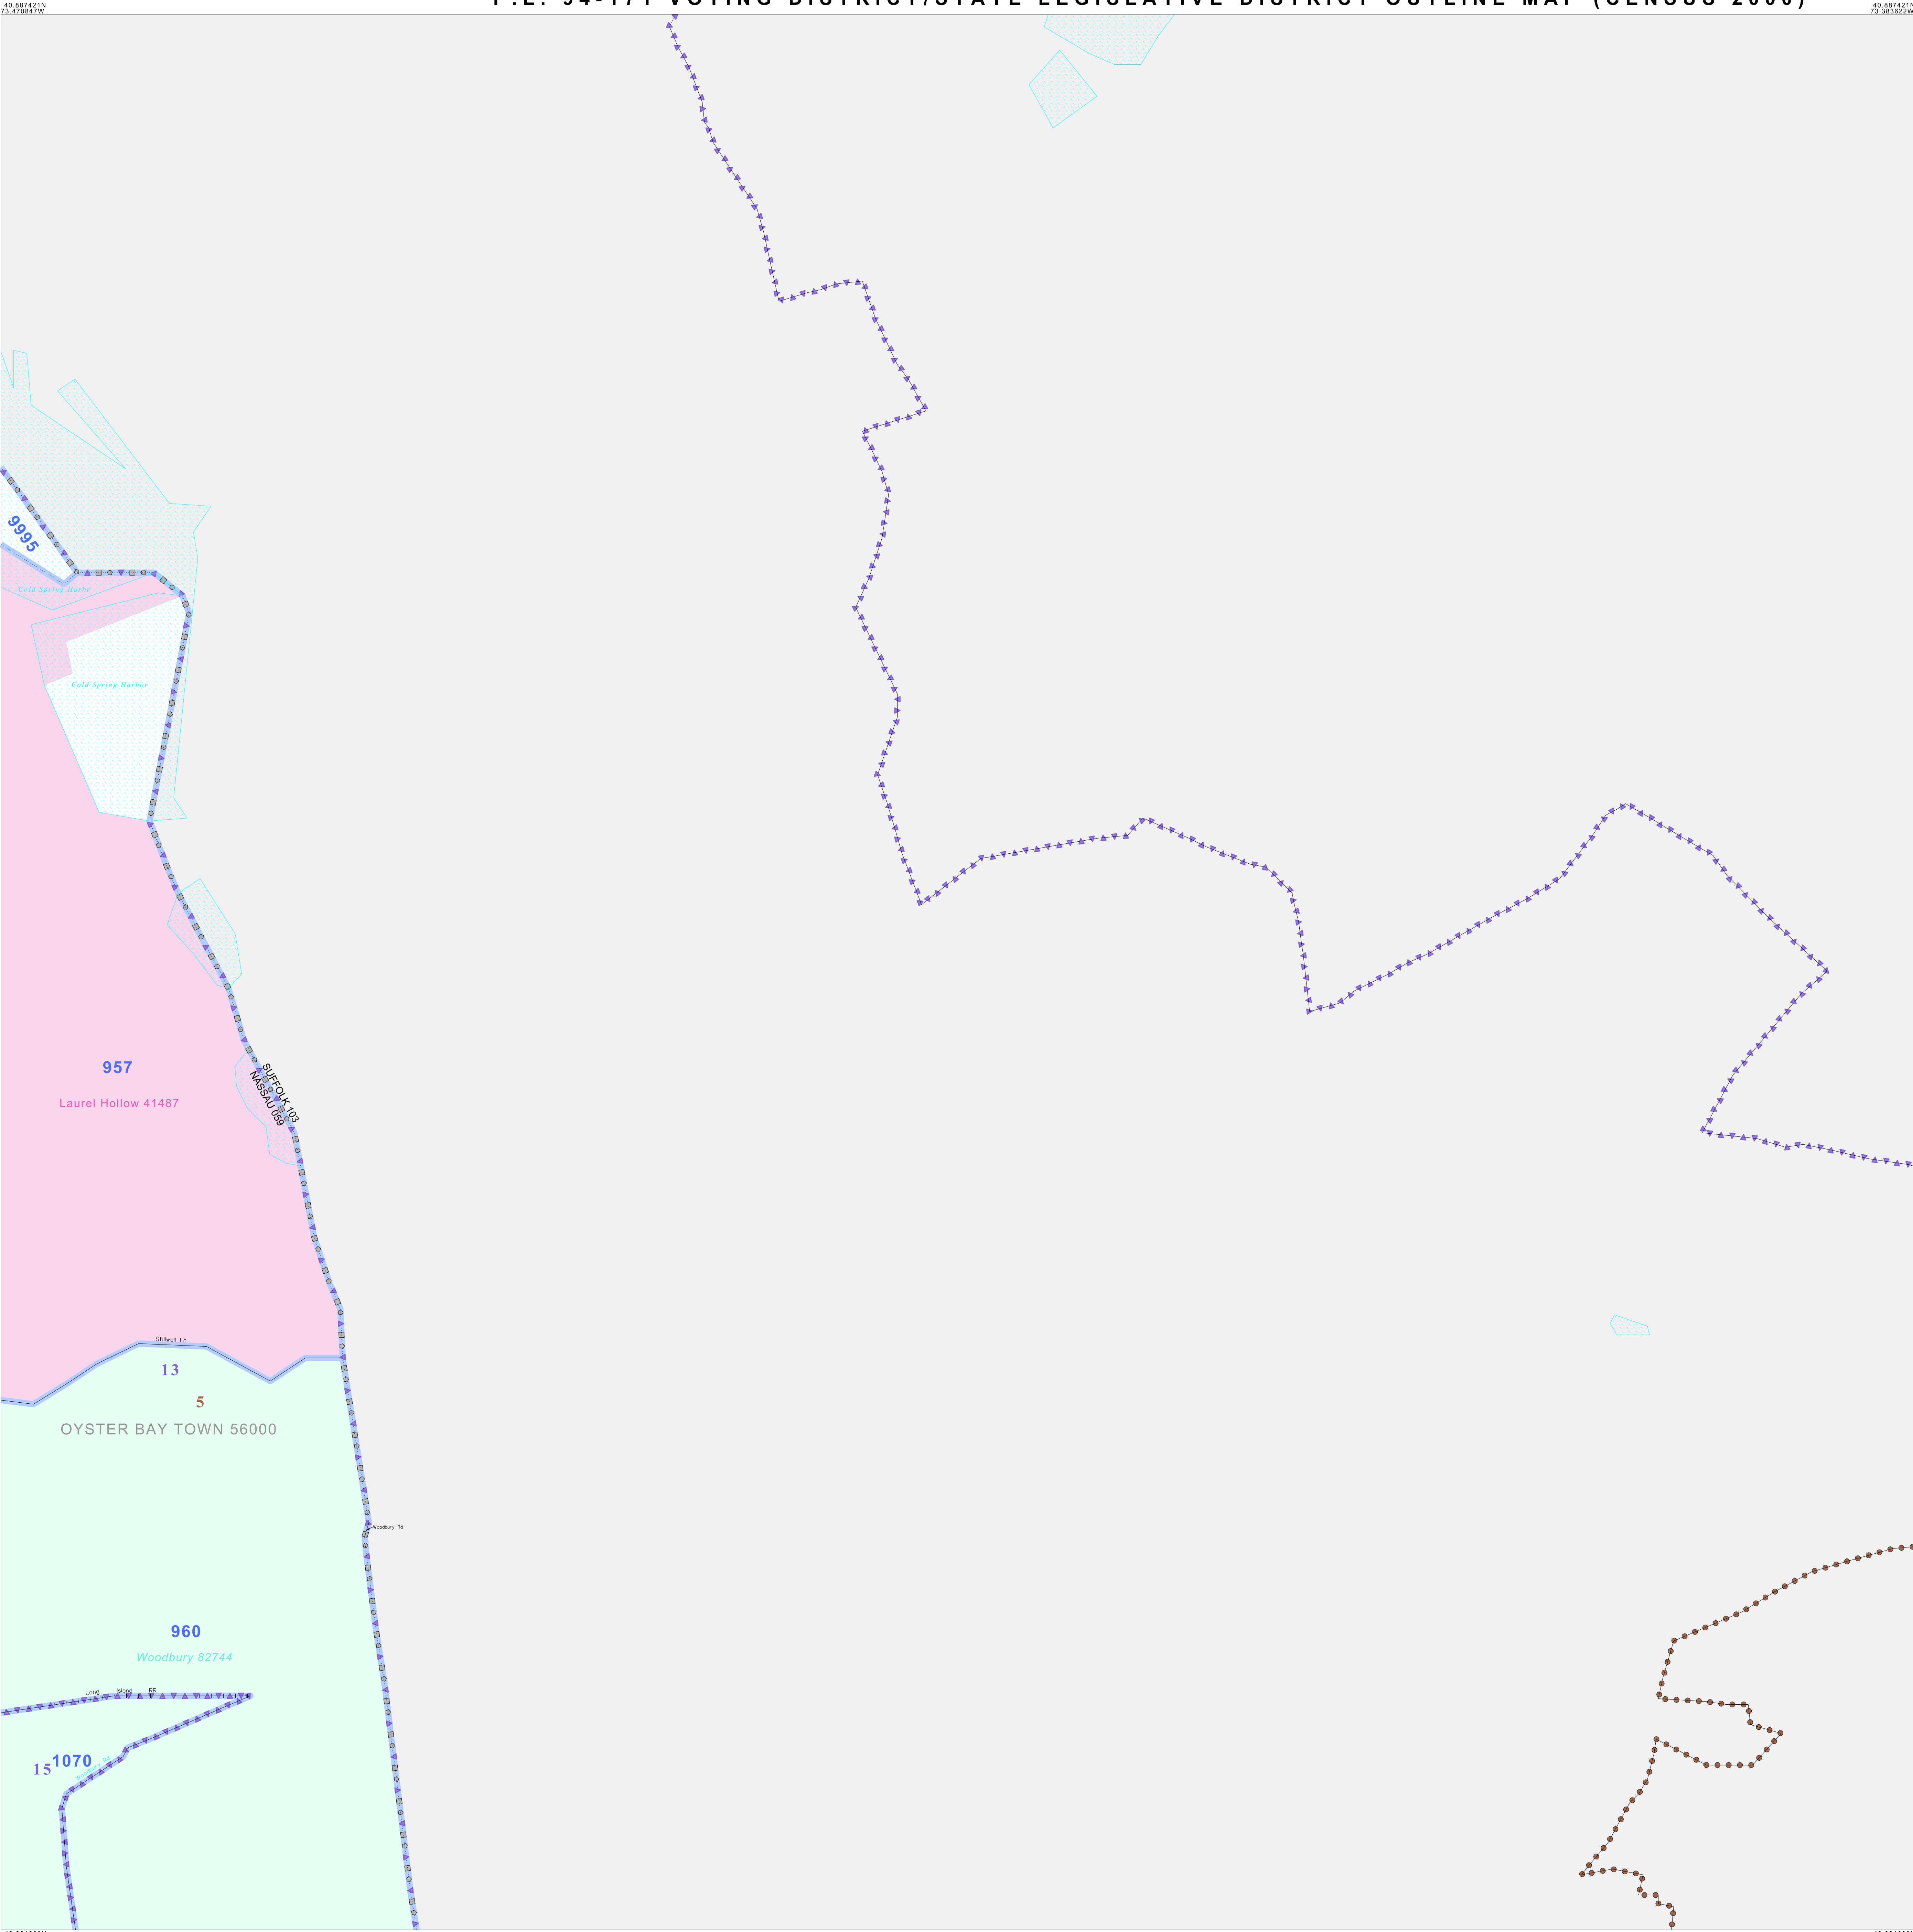 P.L. 94-171 VOTING DISTRICT/STATE LEGISLATIVE DISTRICT OUTLINE MAP (CENSUS 2000)
40.887421N
73.470847W
40.887421N
73.383622W
9995
Cold Spring Harbo
Cold Spring Harbor
957
Laurel Hollow 41487
SUFFOLK 103
NASSAU 059
Stillwell Ln
13
5
OYSTER BAY TOWN 56000
Woodbury Rd
960
Woodbury 82744
Long Island RR
1070
15